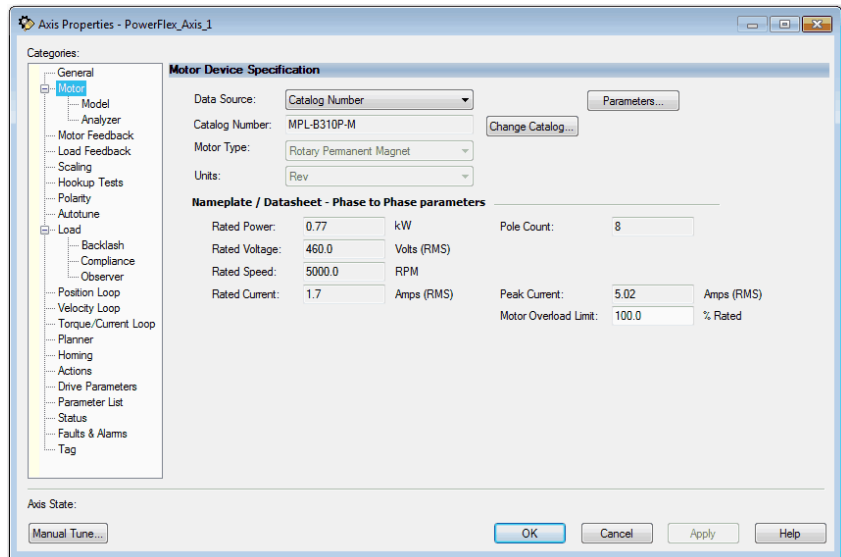 Axis Properties - PowerFlex_Axis_1
Categories:
General
Motor
Model
Analyzer
Motor Feedback
Load Feedback
Scaling
Hookup Tests
Polarity
Autotune
Load
Backlash
Compliance
Observer
Position Loop
Velocity Loop
Torque/Current Loop
Planner
Homing
Actions
Drive Parameters
Parameter List
Status
Faults & Alarms
Tag
Motor Device Specification
Data Source: Catalog Number Parameters...
Catalog Number: MPL-B310P-M Change Catalog...
Motor Type: Rotary Permanent Magnet
Units: Rev
Nameplate / Datasheet - Phase to Phase parameters
Rated Power: 0.77 kW Pole Count: 8
Rated Voltage: 460.0 Volts (RMS)
Rated Speed: 5000.0 RPM
Rated Current: 1.7 Amps (RMS) Peak Current: 5.02 Amps (RMS)
Motor Overload Limit: 100.0 % Rated
Axis State:
Manual Tune... OK Cancel Apply Help